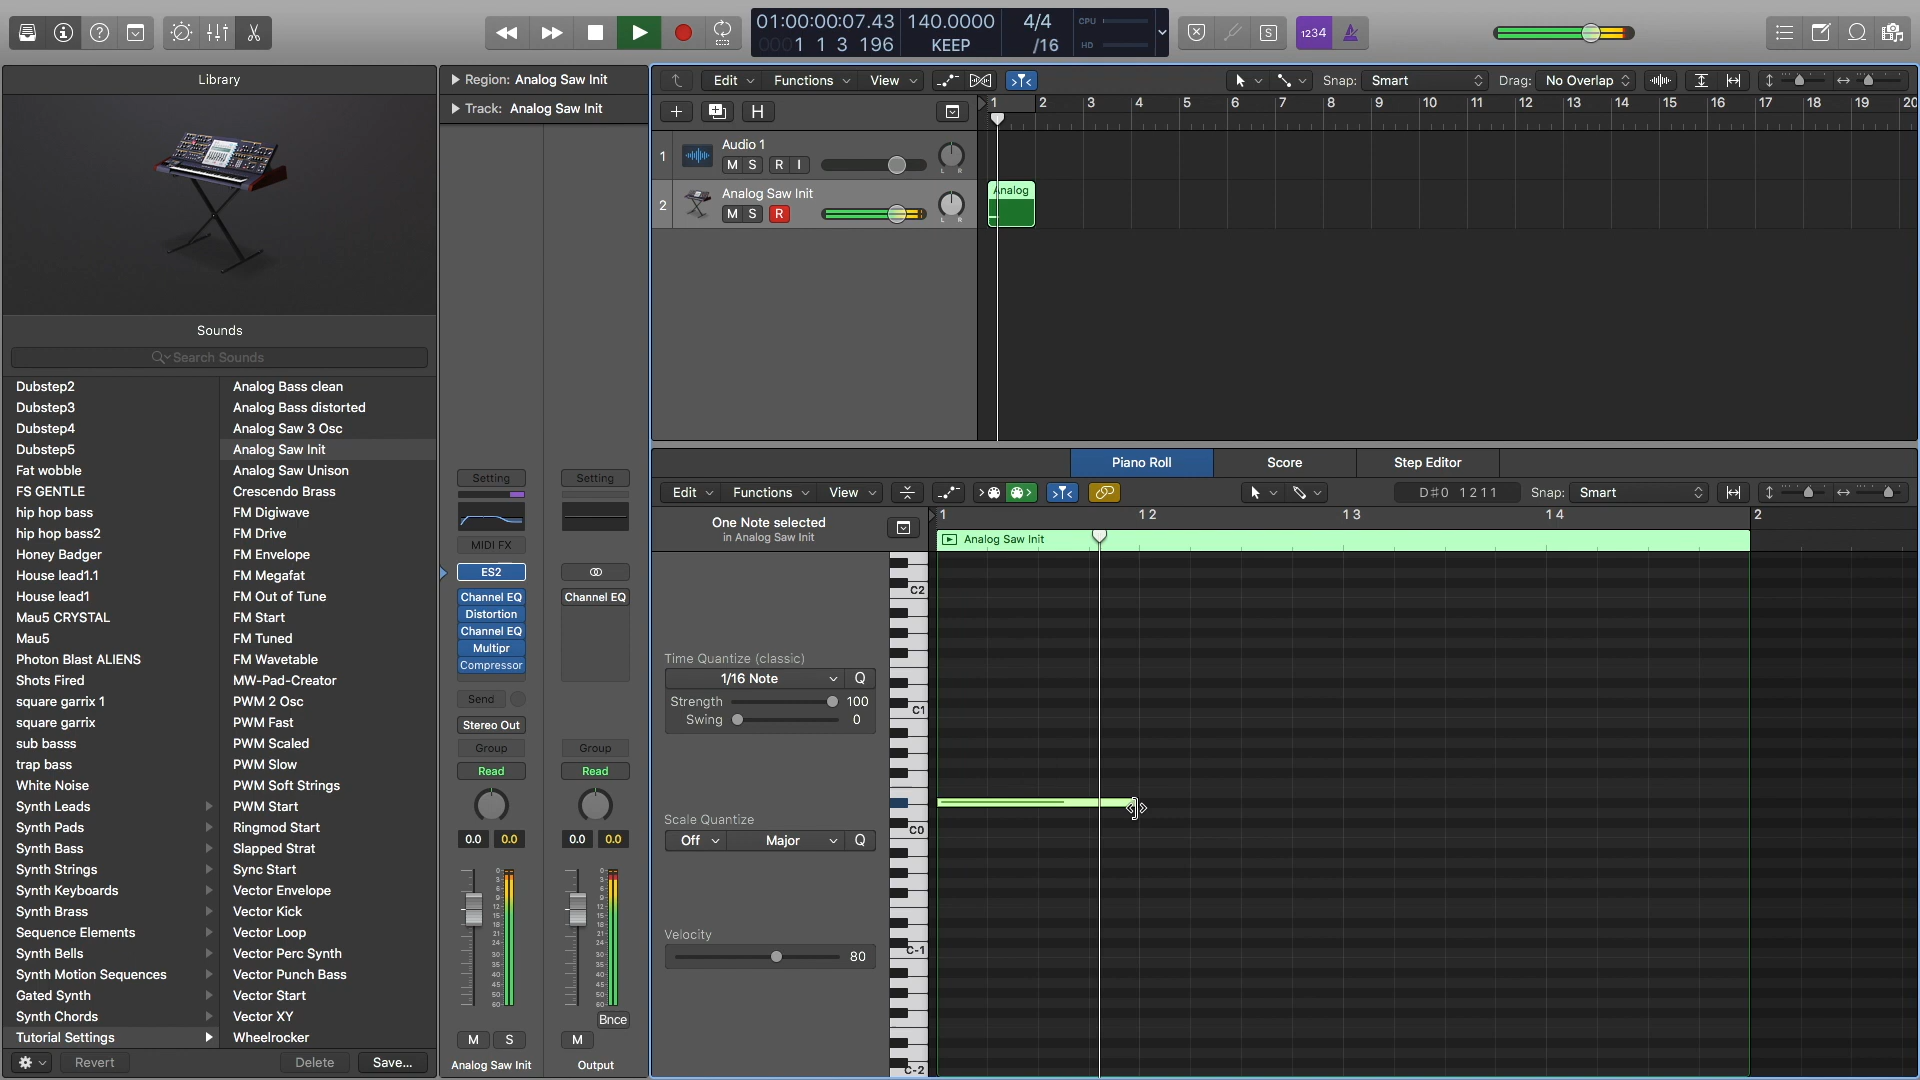 01:00:00:07.43
0001 1 3 196
140.0000
KEEP
4/4
/16
CPU
HD
S
1234
Library
Sounds
Search Sounds
Dubstep2
Dubstep3
Dubstep4
Dubstep5
Fat wobble
FS GENTLE
hip hop bass
hip hop bass2
Honey Badger
House lead1.1
House lead1
Mau5 CRYSTAL
Mau5
Photon Blast ALIENS
Shots Fired
square garrix 1
square garrix
sub basss
trap bass
White Noise
Synth Leads
Synth Pads
Synth Bass
Synth Strings
Synth Keyboards
Synth Brass
Sequence Elements
Synth Bells
Synth Motion Sequences
Gated Synth
Synth Chords
Tutorial Settings
Analog Bass clean
Analog Bass distorted
Analog Saw 3 Osc
Analog Saw Init
Analog Saw Unison
Crescendo Brass
FM Digiwave
FM Drive
FM Envelope
FM Megafat
FM Out of Tune
FM Start
FM Tuned
FM Wavetable
MW-Pad-Creator
PWM 2 Osc
PWM Fast
PWM Scaled
PWM Slow
PWM Soft Strings
PWM Start
Ringmod Start
Slapped Strat
Sync Start
Vector Envelope
Vector Kick
Vector Loop
Vector Perc Synth
Vector Punch Bass
Vector Start
Vector XY
Wheelrocker
Revert
Delete
Save...
Region: Analog Saw Init
Track: Analog Saw Init
Setting
MIDI FX
ES2
Channel EQ
Distortion
Channel EQ
Multipr
Compressor
Send
Stereo Out
Group
Read
0.0 0.0
M S
Analog Saw Init
Setting
Channel EQ
Group
Read
0.0 0.0
Bnce
M
Output
Edit Functions View
Snap: Smart
Drag: No Overlap
H
1 2 3 4 5 6 7 8 9 10 11 12 13 14 15 16 17 18 19 20
1
Audio 1
M S R I
L R
2
Analog Saw Init
M S R
L R
Analog
Piano Roll
Score
Step Editor
Edit Functions View
D#0 1 2 1 1
Snap: Smart
One Note selected
in Analog Saw Init
Time Quantize (classic)
1/16 Note
Q
Strength 100
Swing 0
Scale Quantize
Off
Major
Q
Velocity
80
1 1 2 1 3 1 4 2
Analog Saw Init
C2
C1
C0
C-1
C-2